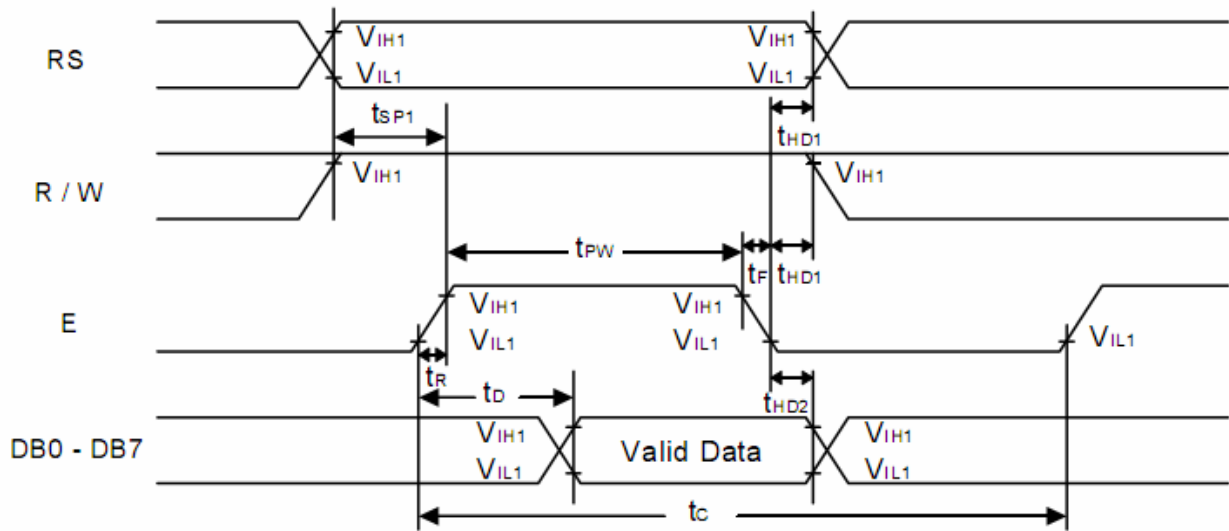 RS
VIH1
VIL1
VIH1
VIL1
tSP1
tHD1
R / W
VIH1
VIH1
tPW
tF
tHD1
E
VIH1
VIL1
VIH1
VIL1
VIL1
tR
tD
tHD2
DB0 - DB7
VIH1
VIL1
Valid Data
VIH1
VIL1
tC